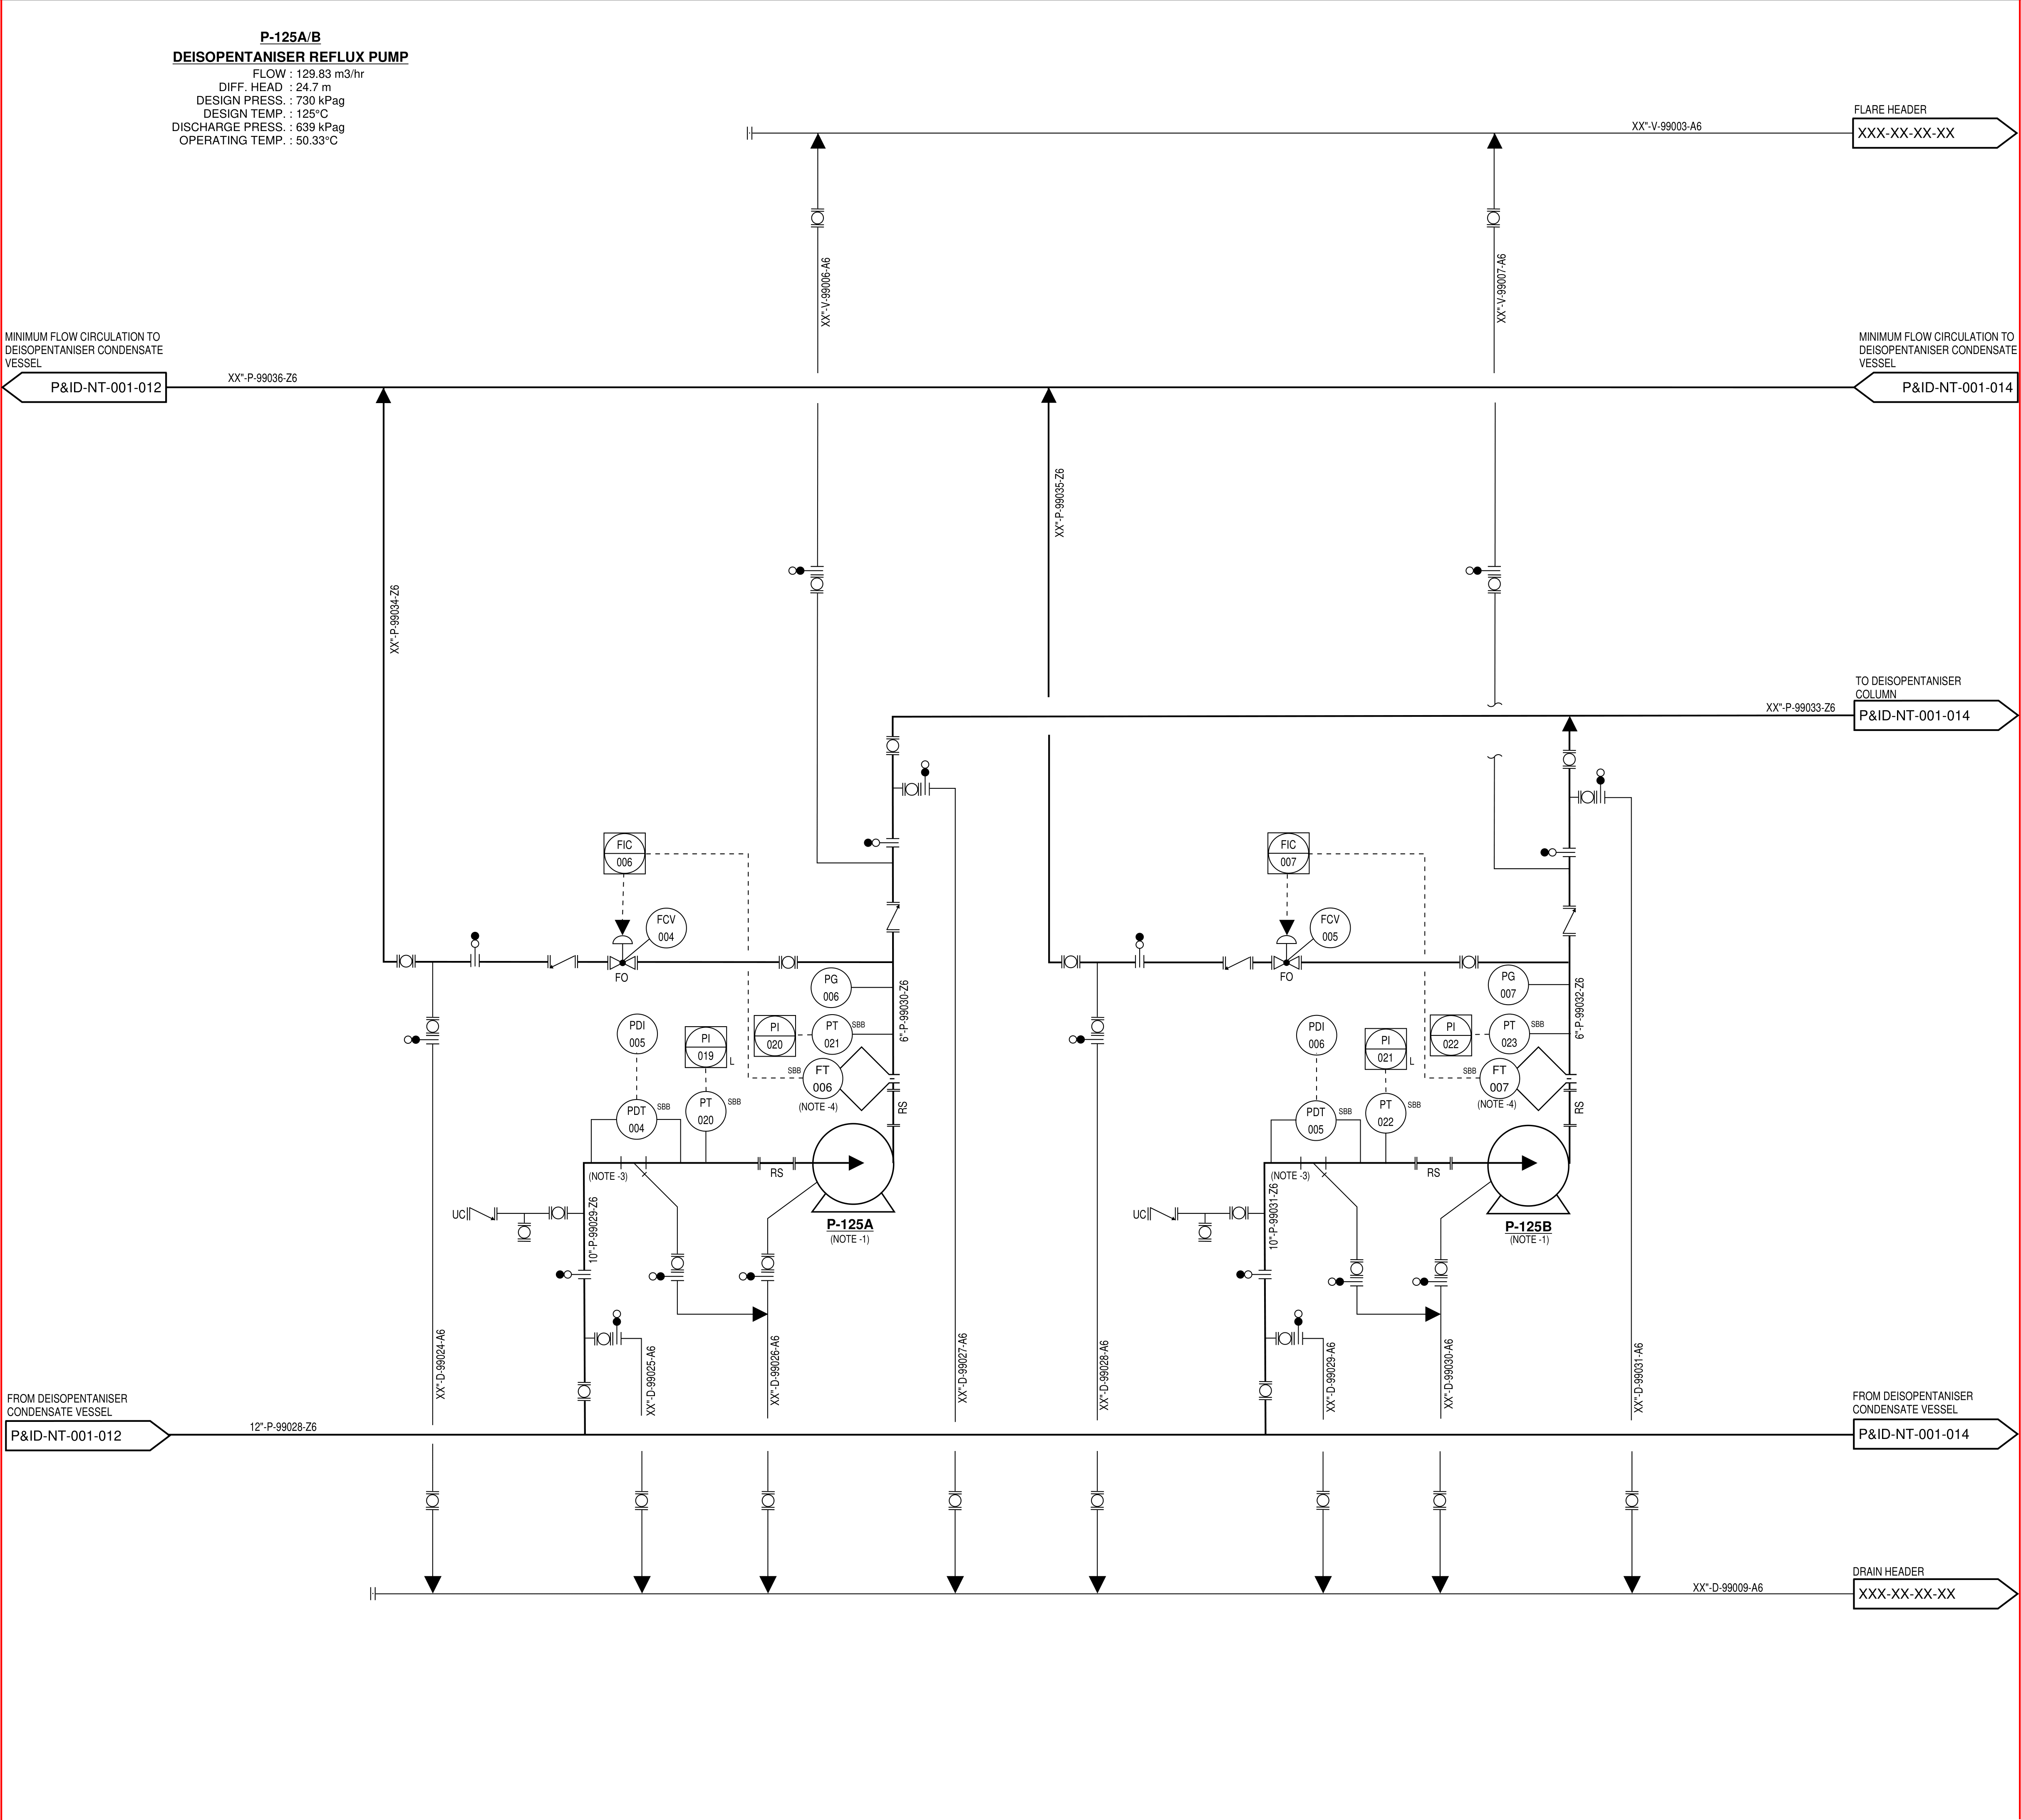 P-125A/B
DEISOPENTANISER REFLUX PUMP
FLOW : 129.83 m3/hr
DIFF. HEAD : 24.7 m
DESIGN PRESS. : 730 kPag
DESIGN TEMP. : 125°C
DISCHARGE PRESS. : 639 kPag
OPERATING TEMP. : 50.33°C
FLARE HEADER
XXX-XX-XX-XX
XX"-V-99003-A6
XX"-V-99006-A6
XX"-V-99007-A6
MINIMUM FLOW CIRCULATION TO
DEISOPENTANISER CONDENSATE
VESSEL
P&ID-NT-001-012
XX"-P-99036-Z6
MINIMUM FLOW CIRCULATION TO
DEISOPENTANISER CONDENSATE
VESSEL
P&ID-NT-001-014
XX"-P-99034-Z6
XX"-P-99035-Z6
TO DEISOPENTANISER
COLUMN
XX"-P-99033-Z6
P&ID-NT-001-014
FIC
006
FCV
004
FO
PG
006
PDI
005
PI
019
L
PI
020
PT
021
SBB
6"-P-99030-Z6
SBB
FT
006
(NOTE -4)
PDT
004
SBB
PT
020
SBB
RS
(NOTE -3)
RS
UC
10"-P-99029-Z6
P-125A
(NOTE -1)
FIC
007
FCV
005
FO
PG
007
PDI
006
PI
021
L
PI
022
PT
023
SBB
6"-P-99032-Z6
SBB
FT
007
(NOTE -4)
PDT
005
SBB
PT
022
SBB
RS
(NOTE -3)
RS
UC
10"-P-99031-Z6
P-125B
(NOTE -1)
XX"-D-99024-A6
XX"-D-99025-A6
XX"-D-99026-A6
XX"-D-99027-A6
XX"-D-99028-A6
XX"-D-99029-A6
XX"-D-99030-A6
XX"-D-99031-A6
FROM DEISOPENTANISER
CONDENSATE VESSEL
P&ID-NT-001-012
12"-P-99028-Z6
FROM DEISOPENTANISER
CONDENSATE VESSEL
P&ID-NT-001-014
DRAIN HEADER
XX"-D-99009-A6
XXX-XX-XX-XX